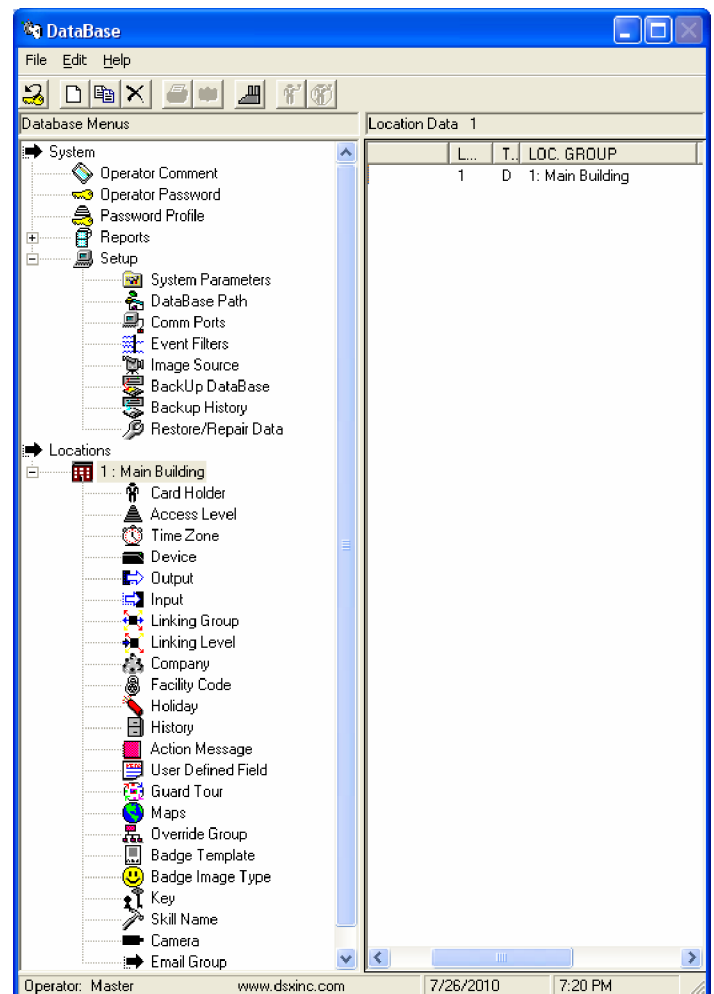 DataBase
File Edit Help
Database Menus
Location Data 1
System
Operator Comment
Operator Password
Password Profile
Reports
Setup
System Parameters
DataBase Path
Comm Ports
Event Filters
Image Source
BackUp DataBase
Backup History
Restore/Repair Data
Locations
1 : Main Building
Card Holder
Access Level
Time Zone
Device
Output
Input
Linking Group
Linking Level
Company
Facility Code
Holiday
History
Action Message
User Defined Field
Guard Tour
Maps
Override Group
Badge Template
Badge Image Type
Key
Skill Name
Camera
Email Group
L... T.. LOC. GROUP
1 D 1: Main Building
Operator: Master www.dsxinc.com 7/26/2010 7:20 PM